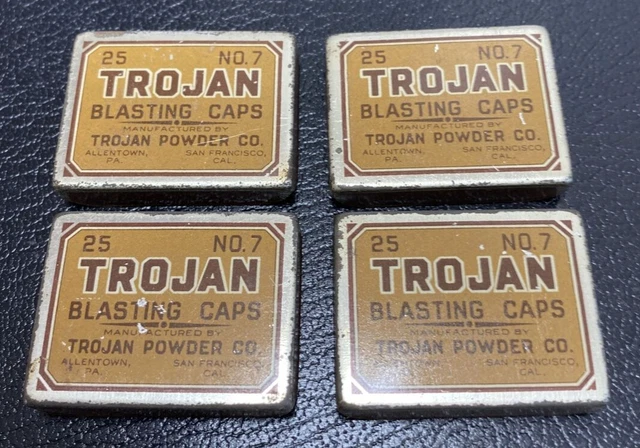 25 NO. 7
TROJAN
BLASTING CAPS
MANUFACTURED BY
TROJAN POWDER CO.
ALLENTOWN, SAN FRANCISCO,
PA. CAL.
25 NO. 7
TROJAN
BLASTING CAPS
MANUFACTURED BY
TROJAN POWDER CO.
ALLENTOWN, SAN FRANCISCO,
PA. CAL.
25 NO. 7
TROJAN
BLASTING CAPS
MANUFACTURED BY
TROJAN POWDER CO.
ALLENTOWN, SAN FRANCISCO,
PA. CAL.
25 NO. 7
TROJAN
BLASTING CAPS
MANUFACTURED BY
TROJAN POWDER CO.
ALLENTOWN, SAN FRANCISCO,
PA. CAL.